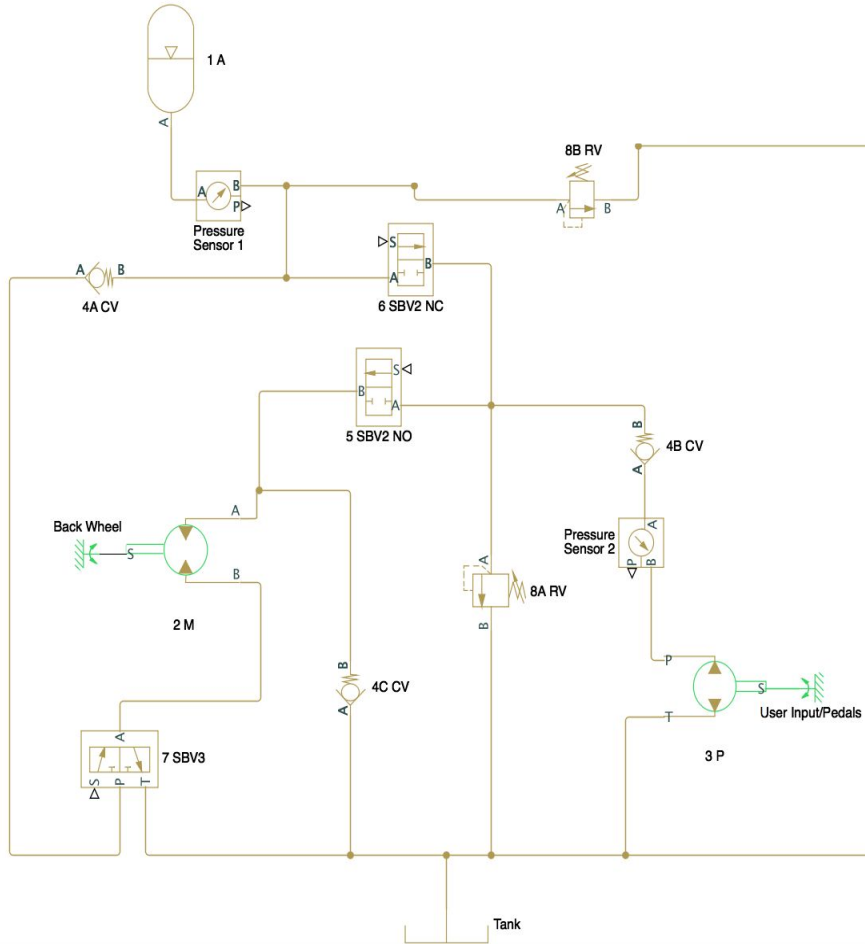 1 A
A
8B RV
A
B
P
A
B
Pressure
Sensor 1
S
B
A
6 SBV2 NC
A
B
4A CV
S
B
A
5 SBV2 NO
B
4B CV
A
A
Back Wheel
S
B
2 M
Pressure
Sensor 2
A
P
B
A
8A RV
B
P
S
T
User Input/Pedals
3 P
B
4C CV
A
A
7 SBV3
S
P
T
Tank